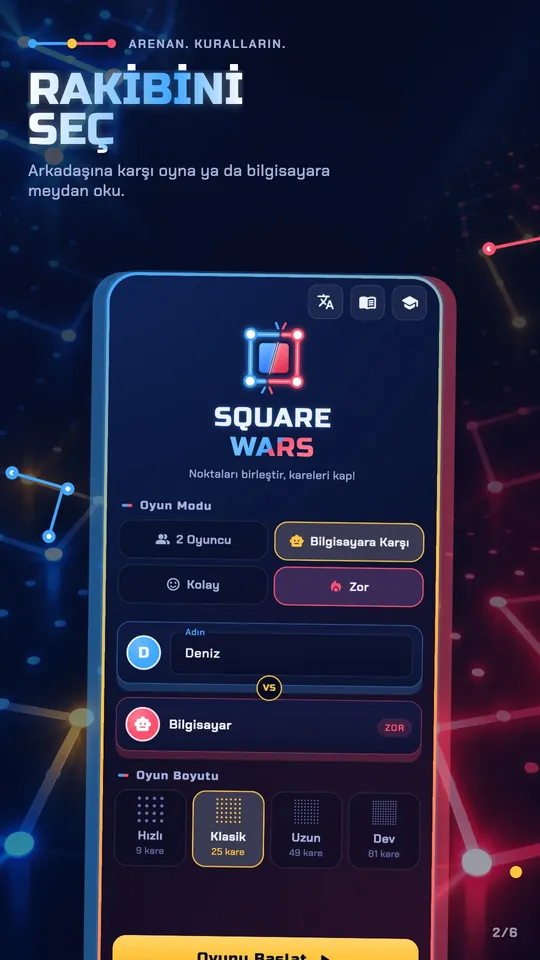 ARENAN. KURALLARIN.
RAKİBİNİ
SEÇ
Arkadaşına karşı oyna ya da bilgisayara
meydan oku.
SQUARE
WARS
Noktaları birleştir, kareleri kap!
Oyun Modu
2 Oyuncu
Bilgisayara Karşı
Kolay
Zor
Adın
D
Deniz
VS
Bilgisayar
ZOR
Oyun Boyutu
Hızlı
9 kare
Klasik
25 kare
Uzun
49 kare
Dev
81 kare
2/6
Oyunu Başlat